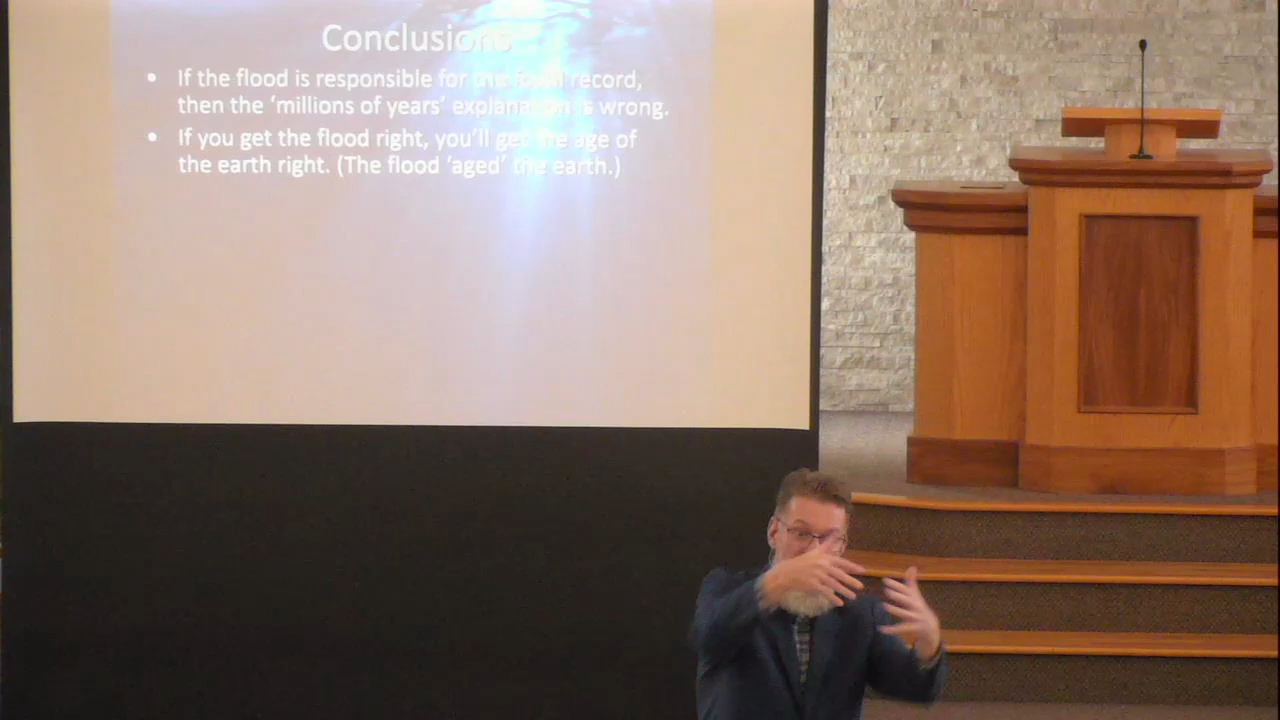 Conclusions
• If the flood is responsible for the fossil record,
then the ‘millions of years’ explanation is wrong.
• If you get the flood right, you’ll get the age of
the earth right. (The flood ‘aged’ the earth.)